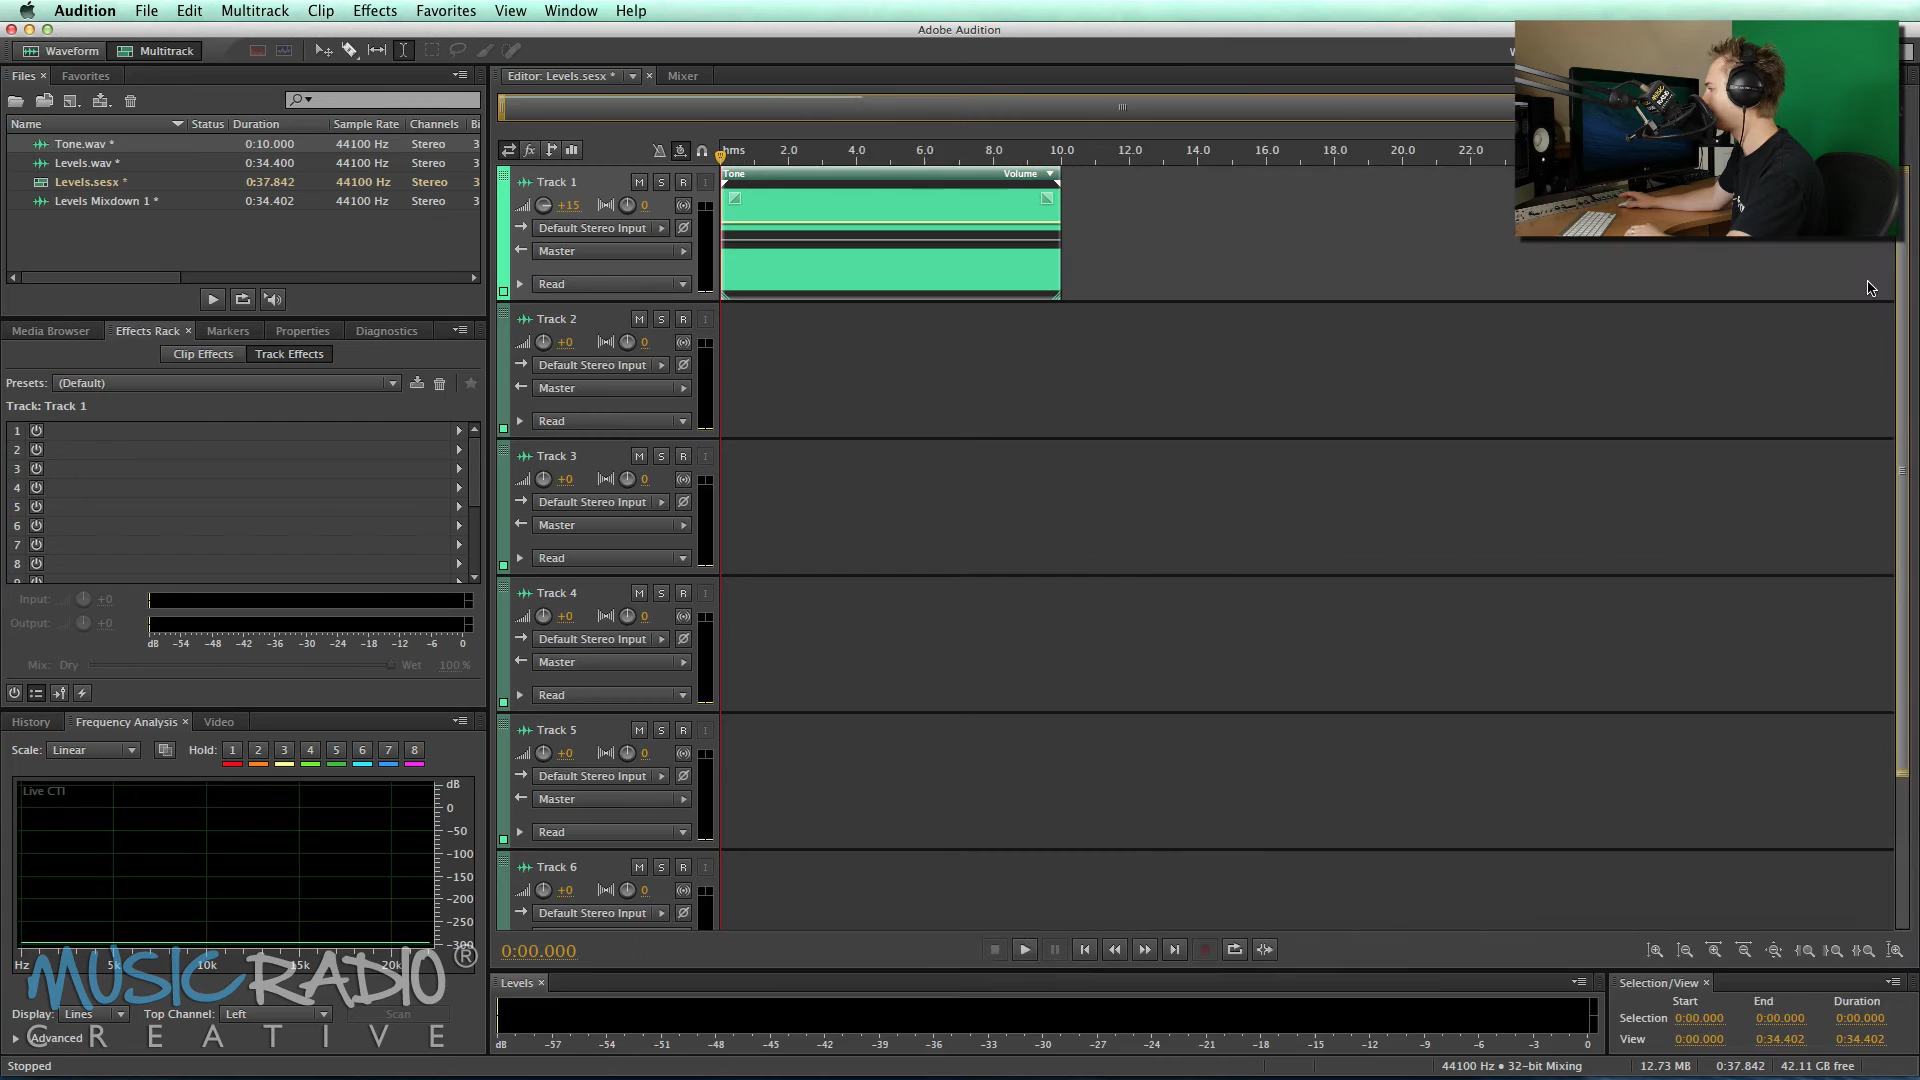 Audition File Edit Multitrack Clip Effects Favorites View Window Help
Adobe Audition
Waveform Multitrack
Files Favorites
Editor: Levels.sesx * Mixer
Name Status Duration Sample Rate Channels Bi
Tone.wav * 0:10.000 44100 Hz Stereo 3
Levels.wav * 0:34.400 44100 Hz Stereo 3
Levels.sesx * 0:37.842 44100 Hz Stereo 3
Levels Mixdown 1 * 0:34.402 44100 Hz Stereo 3
hms 2.0 4.0 6.0 8.0 10.0 12.0 14.0 16.0 18.0 20.0 22.0
Tone Volume
Track 1 M S R I
+15 0
Default Stereo Input
Master
Read
Track 2 M S R I
+0 0
Default Stereo Input
Master
Read
Track 3 M S R I
+0 0
Default Stereo Input
Master
Read
Track 4 M S R I
+0 0
Default Stereo Input
Master
Read
Track 5 M S R I
+0 0
Default Stereo Input
Master
Read
Track 6 M S R I
+0 0
Default Stereo Input
Media Browser Effects Rack Markers Properties Diagnostics
Clip Effects Track Effects
Presets: (Default)
Track: Track 1
1
2
3
4
5
6
7
8
Input: +0
Output: +0
dB -54 -48 -42 -36 -30 -24 -18 -12 -6 0
Mix: Dry Wet 100 %
History Frequency Analysis Video
Scale: Linear Hold: 1 2 3 4 5 6 7 8
Live CTI
dB
0
-50
-100
-150
-200
-250
-300
Hz 5k 10k 15k 20k
MUSIC RADIO ®
CREATIVE
Display: Lines Top Channel: Left Scan
Advanced
0:00.000
Levels
dB -57 -54 -51 -48 -45 -42 -39 -36 -33 -30 -27 -24 -21 -18 -15 -12 -9 -6 -3 0
Selection/View
Start End Duration
Selection 0:00.000 0:00.000 0:00.000
View 0:00.000 0:34.402 0:34.402
Stopped
44100 Hz • 32-bit Mixing 12.73 MB 0:37.842 42.11 GB free